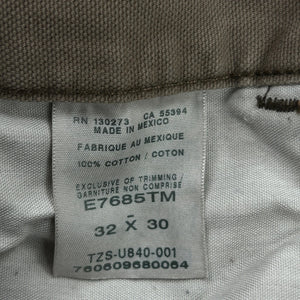 RN 130273 CA 55394
MADE IN MEXICO
FABRIQUE AU MEXIQUE
100% COTTON / COTON
EXCLUSIVE OF TRIMMING /
GARNITURE NON COMPRISE
E7685TM
-
32 X 30
TZS-U840-001
760609680064